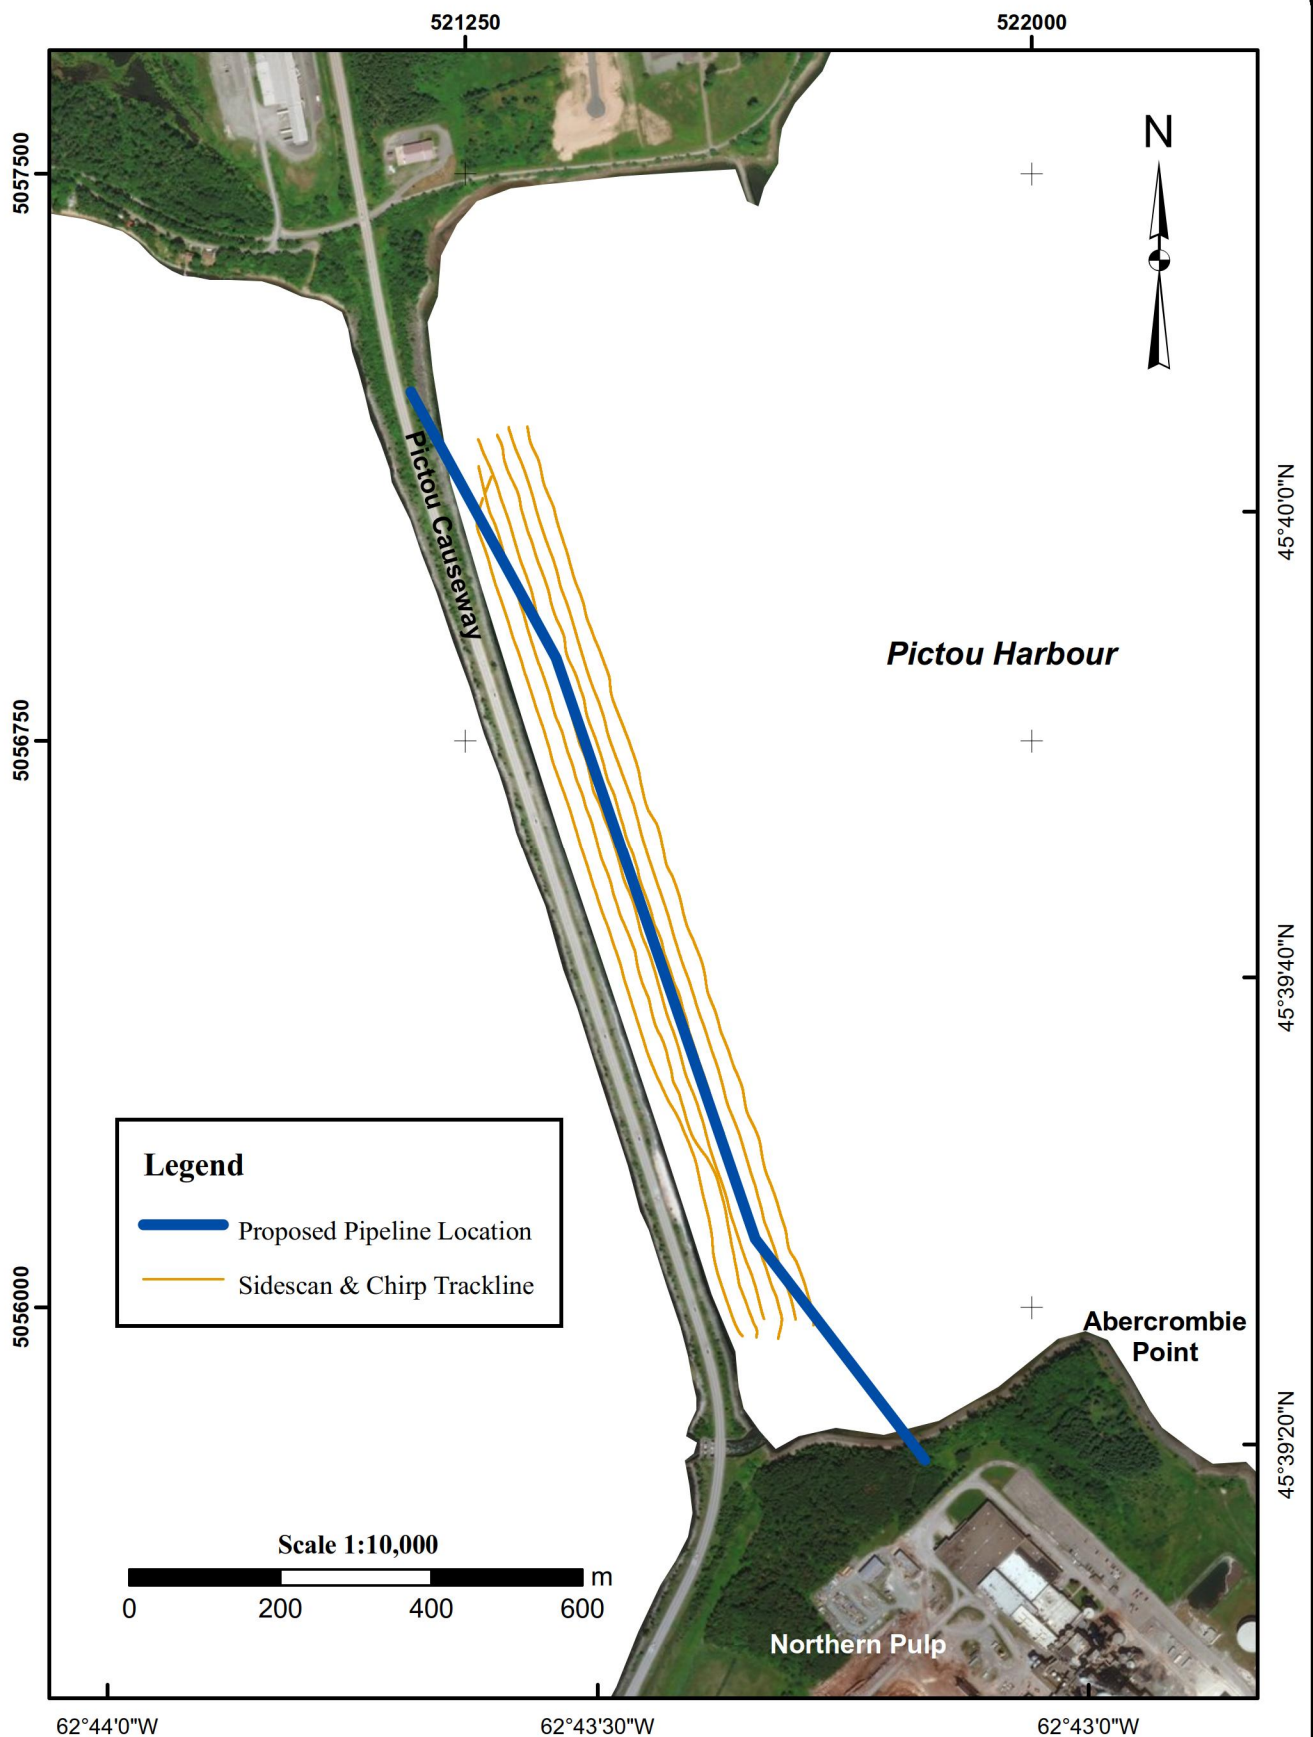 521250
522000
N
5057500
Pictou Causeway
45°40'0"N
Pictou Harbour
5056750
45°39'40"N
Legend
Proposed Pipeline Location
Sidescan & Chirp Trackline
5056000
Abercrombie
Point
45°39'20"N
Scale 1:10,000
m
0
200
400
600
Northern Pulp
62°44'0"W
62°43'30"W
62°43'0"W